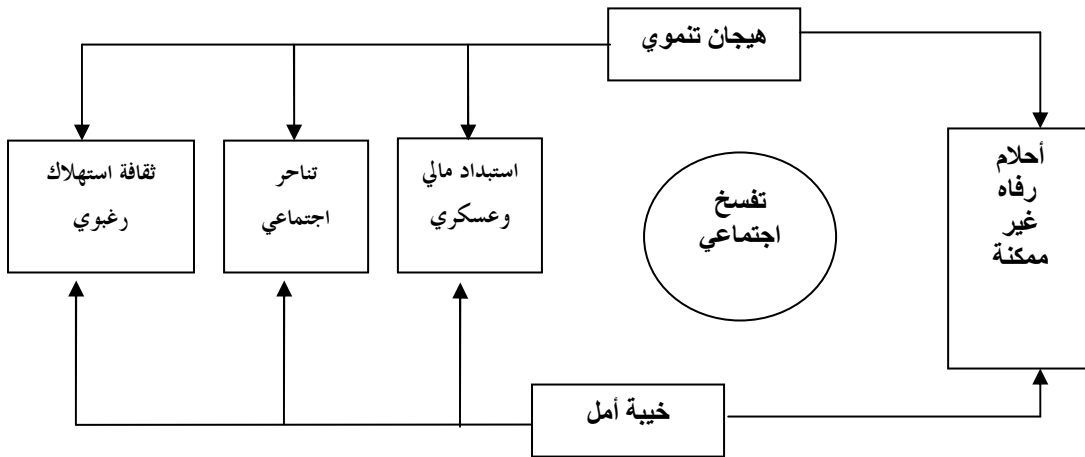 هيجان تنموي
أحلام
رفاه
غير
ممكنة
تفسخ
اجتماعي
استبداد مالي
وعسكري
تناحر
اجتماعي
ثقافة استهلاك
رغبوي
خيبة أمل